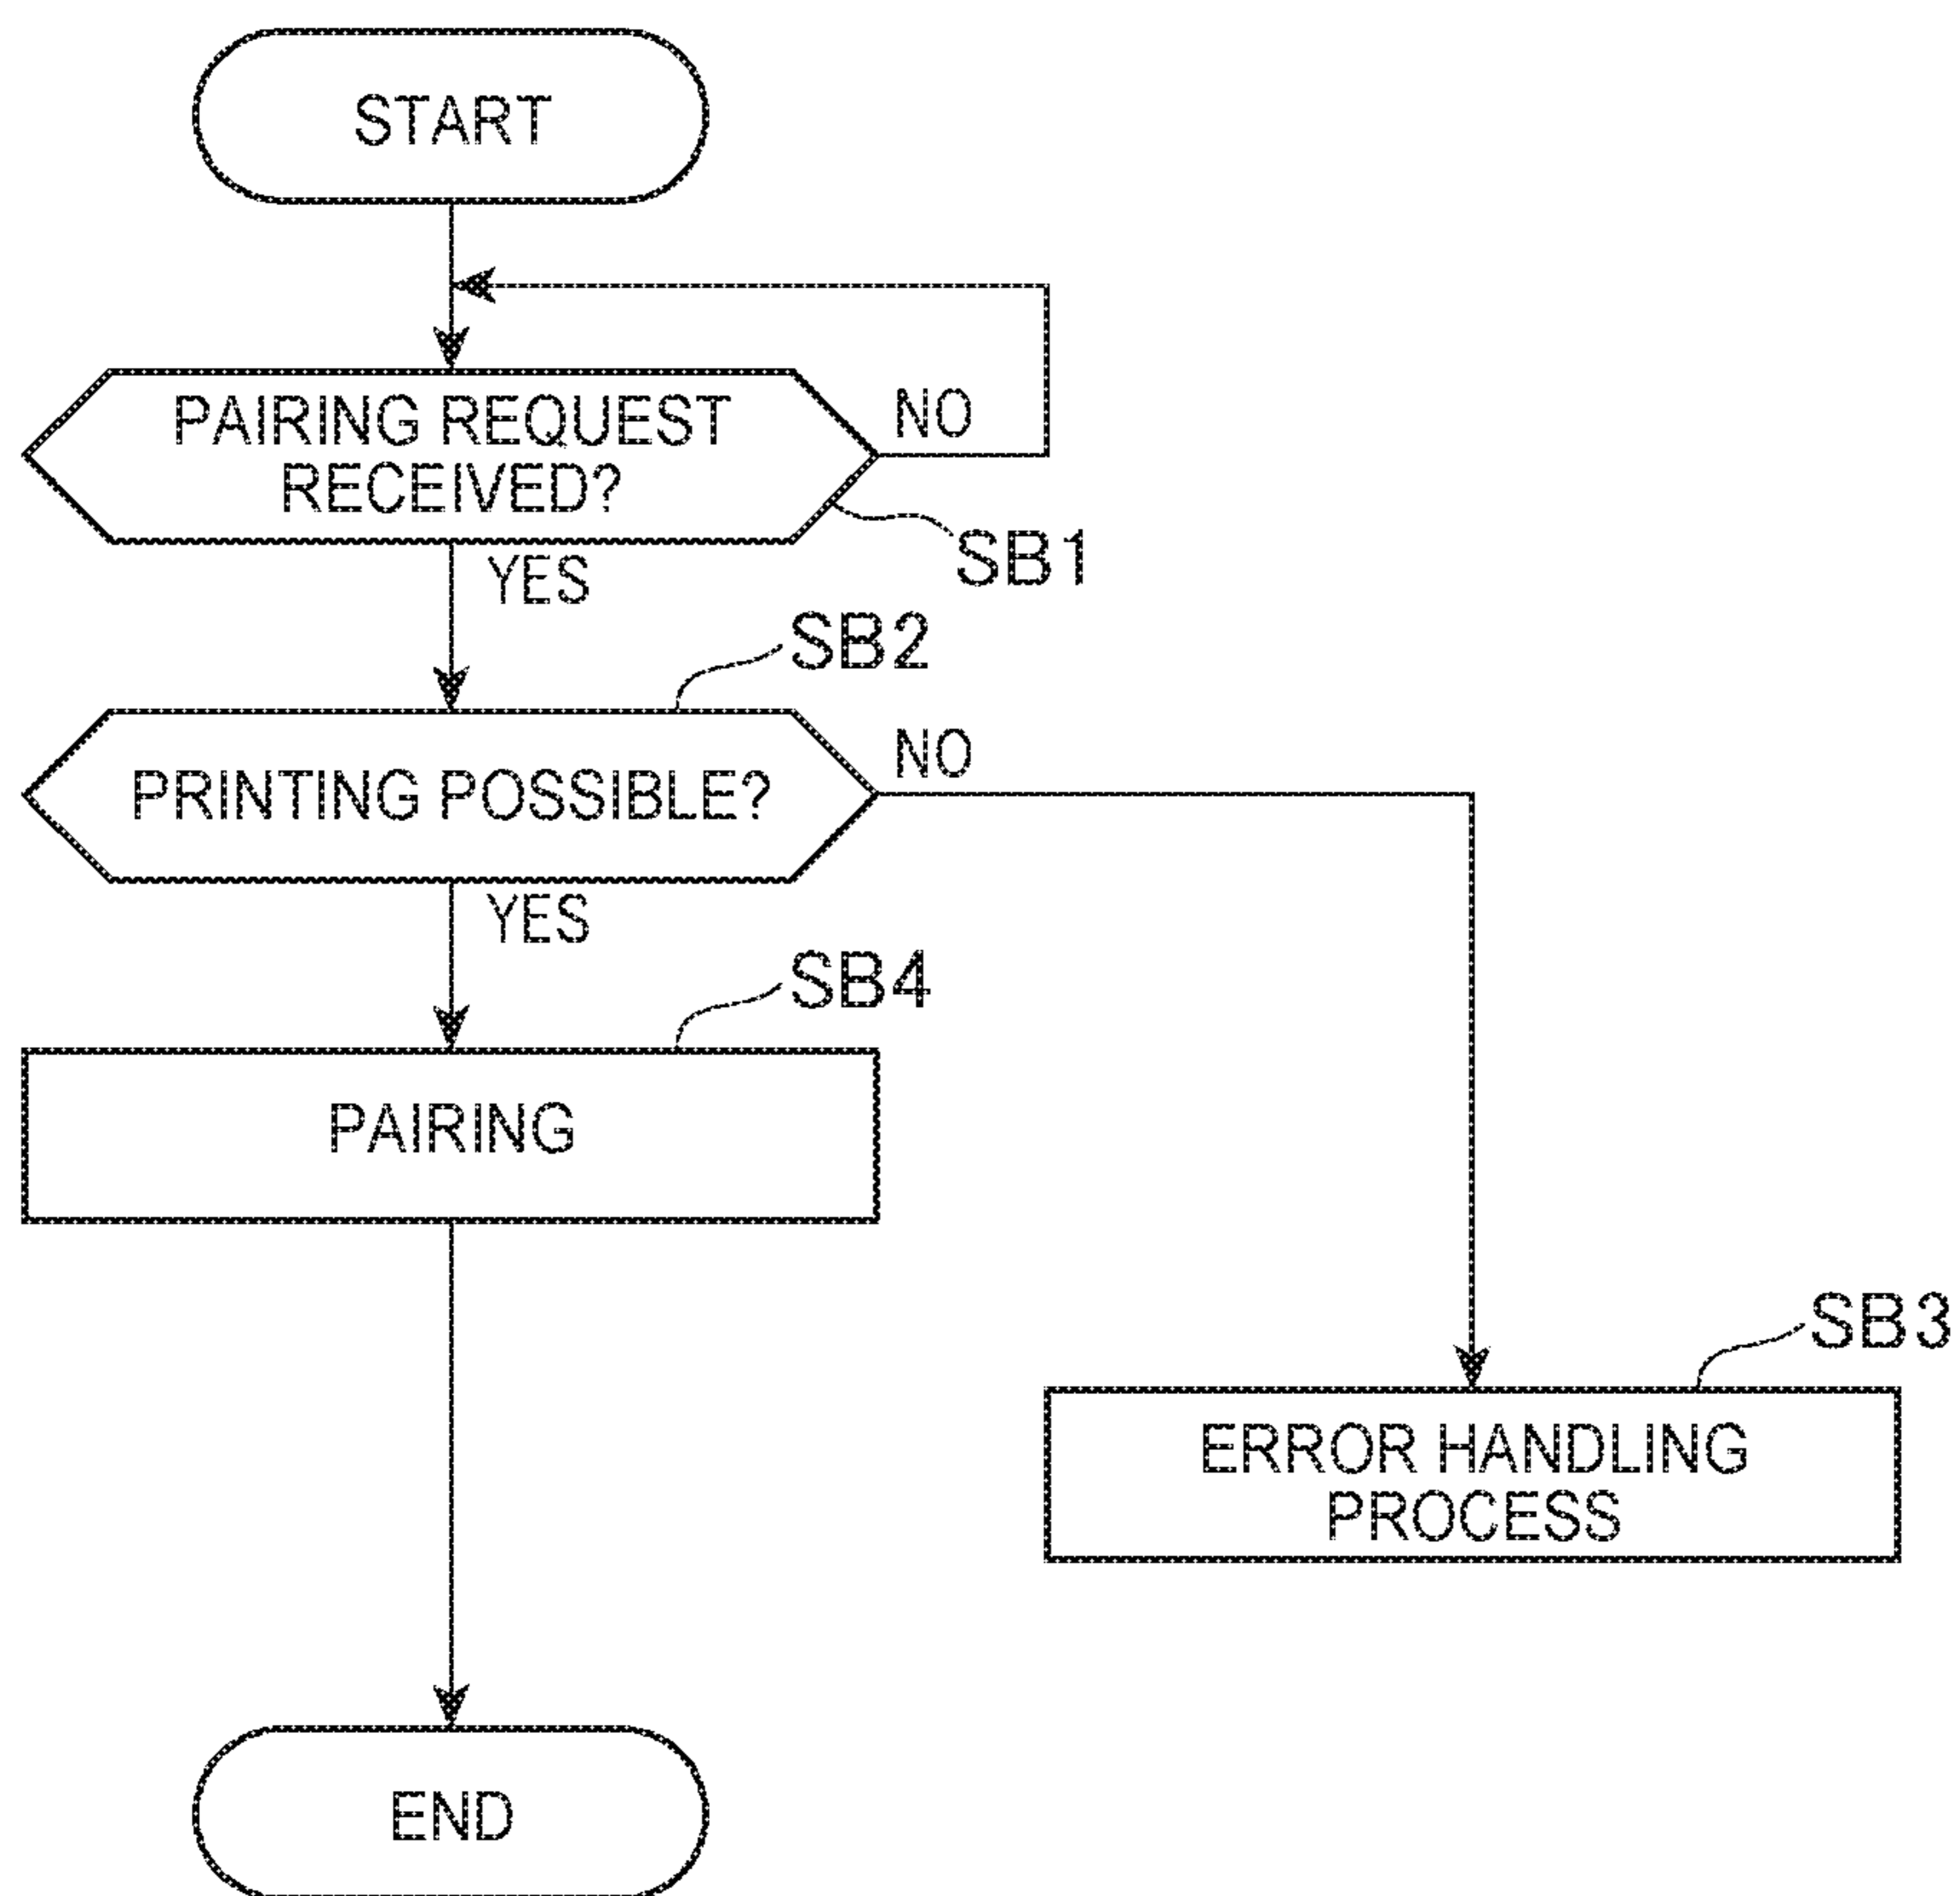 START
PAIRING REQUEST
RECEIVED?
NO
SB1
YES
SB2
PRINTING POSSIBLE?
NO
YES
SB4
PAIRING
SB3
ERROR HANDLING
PROCESS
END